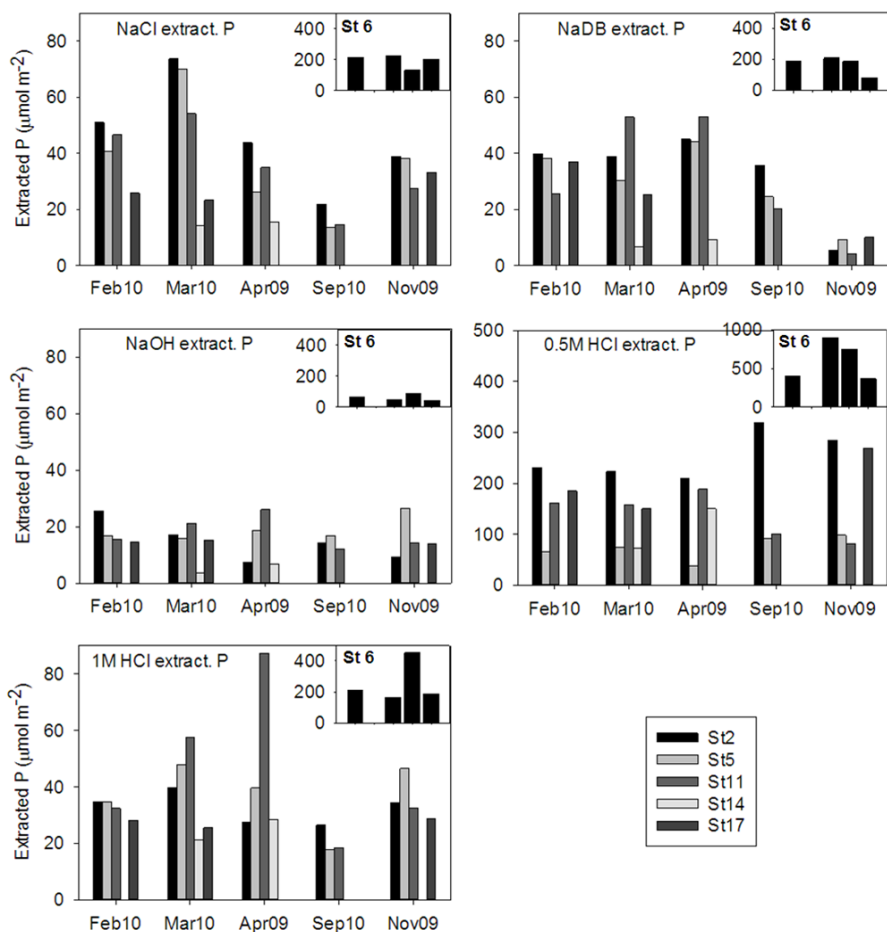 NaCl extract. P
St 6
400
200
0
80
60
40
20
0
Extracted P (µmol m⁻²)
Feb10 Mar10 Apr09 Sep10 Nov09
NaDB extract. P
St 6
400
200
0
80
60
40
20
0
Feb10 Mar10 Apr09 Sep10 Nov09
NaOH extract. P
St 6
400
200
0
80
60
40
20
0
Extracted P (µmol m⁻²)
Feb10 Mar10 Apr09 Sep10 Nov09
0.5M HCl extract. P
St 6
1000
500
0
500
400
300
200
100
0
Feb10 Mar10 Apr09 Sep10 Nov09
1M HCl extract. P
St 6
400
200
0
80
60
40
20
0
Extracted P (µmol m⁻²)
Feb10 Mar10 Apr09 Sep10 Nov09
St2
St5
St11
St14
St17